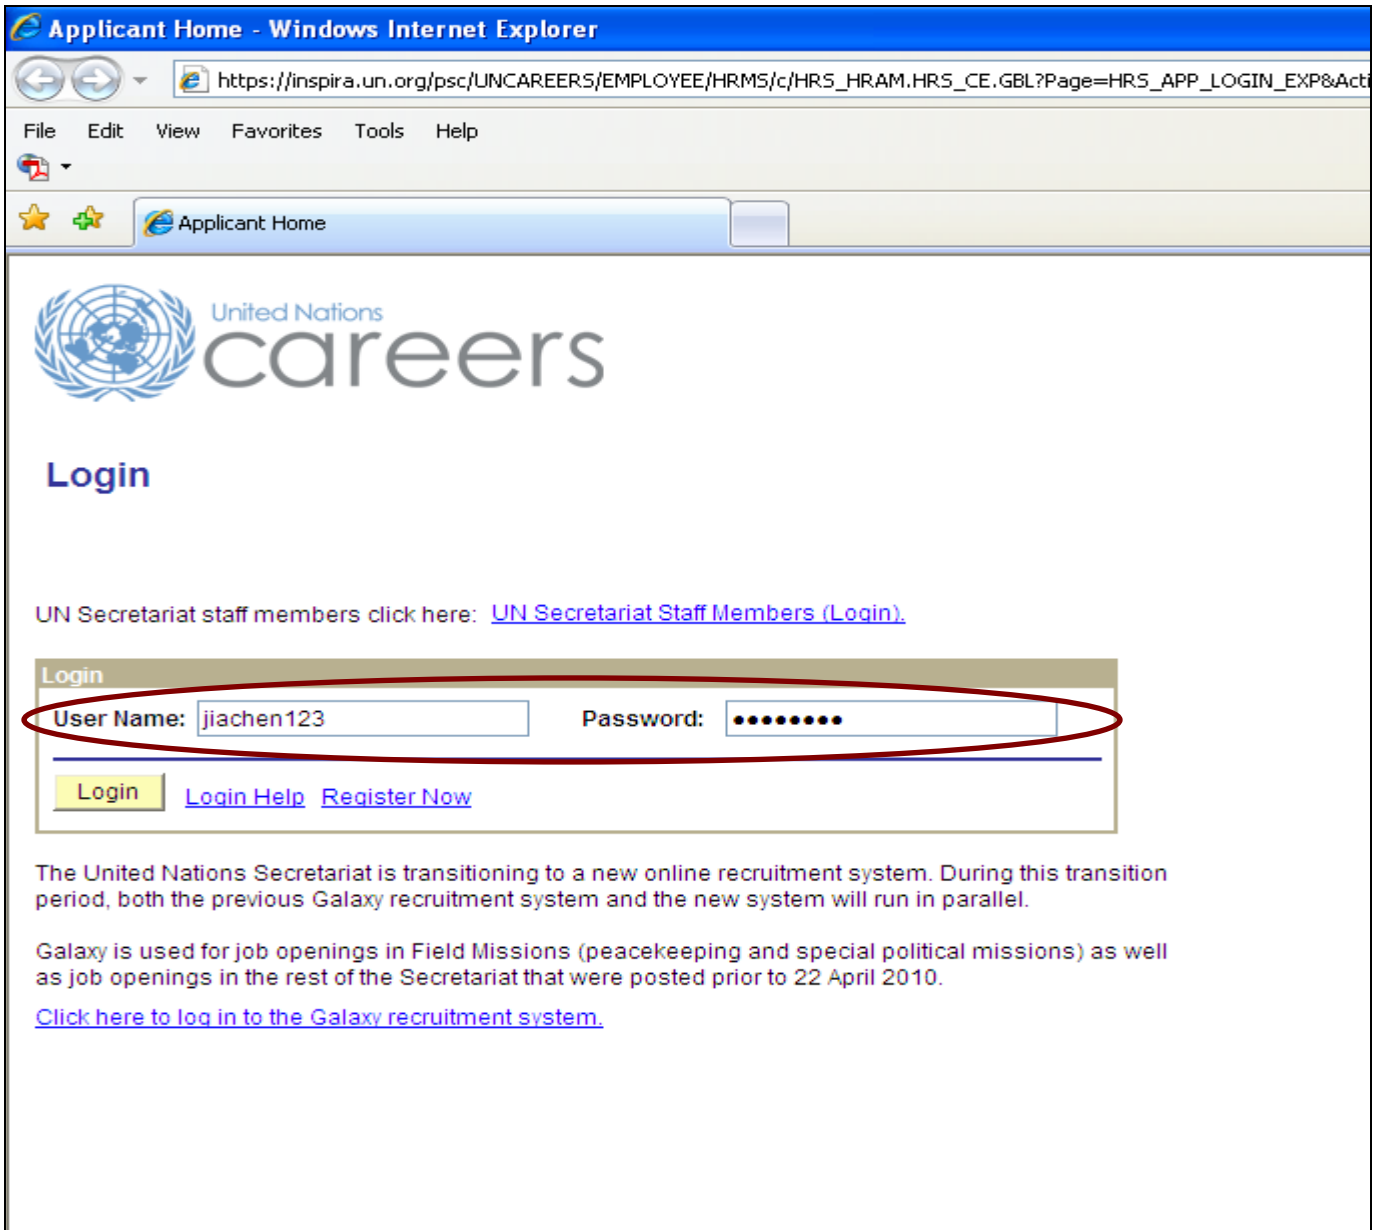 Applicant Home - Windows Internet Explorer
https://inspira.un.org/psc/UNCAREERS/EMPLOYEE/HRMS/c/HRS_HRAM.HRS_CE.GBL?Page=HRS_APP_LOGIN_EXP&Acti
File Edit View Favorites Tools Help
Applicant Home
United Nations
careers
Login
UN Secretariat staff members click here: UN Secretariat Staff Members (Login).
Login
User Name: jiachen123 Password: ●●●●●●●●
Login Login Help Register Now
The United Nations Secretariat is transitioning to a new online recruitment system. During this transition
period, both the previous Galaxy recruitment system and the new system will run in parallel.
Galaxy is used for job openings in Field Missions (peacekeeping and special political missions) as well
as job openings in the rest of the Secretariat that were posted prior to 22 April 2010.
Click here to log in to the Galaxy recruitment system.